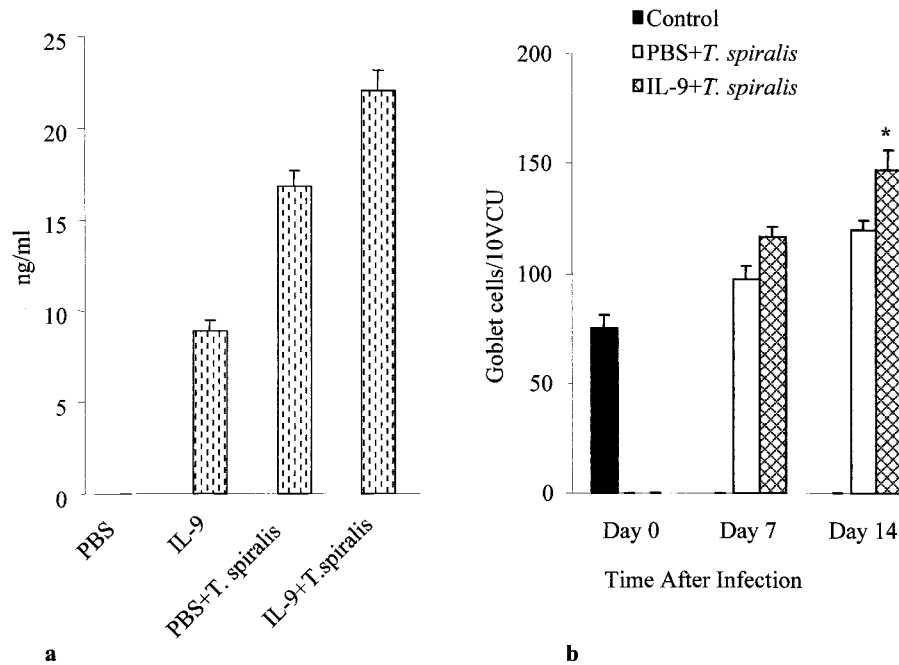 25
20
15
10
5
0
ng/ml
PBS
IL-9
PBS+T. spiralis
IL-9+T.spiralis
a
Control
PBS+T. spiralis
IL-9+T. spiralis
200
150
100
50
0
Goblet cells/10VCU
*
Day 0 Day 7 Day 14
Time After Infection
b